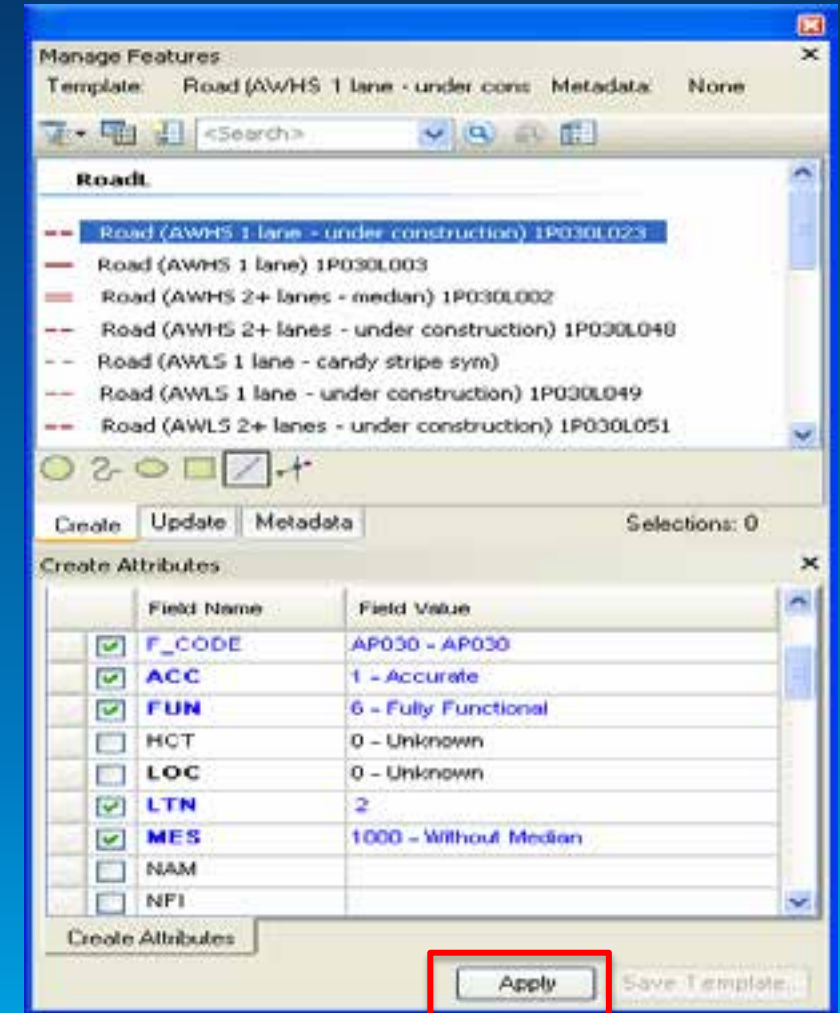 Manage Features
Template: Road (AWHS 1 lane - under cons Metadata: None
<Search>
RoadL
Road (AWHS 1 lane - under construction) 1P030L023
Road (AWHS 1 lane) 1P030L003
Road (AWHS 2+ lanes - median) 1P030L002
Road (AWHS 2+ lanes - under construction) 1P030L048
Road (AWLS 1 lane - candy stripe sym)
Road (AWLS 1 lane - under construction) 1P030L049
Road (AWLS 2+ lanes - under construction) 1P030L051
Create Update Metadata Selections: 0
Create Attributes
Field Name Field Value
F_CODE AP030 - AP030
ACC 1 - Accurate
FUN 6 - Fully Functional
HCT 0 - Unknown
LOC 0 - Unknown
LTN 2
MES 1000 - Without Median
NAM
NFI
Create Attributes
Apply Save Template...